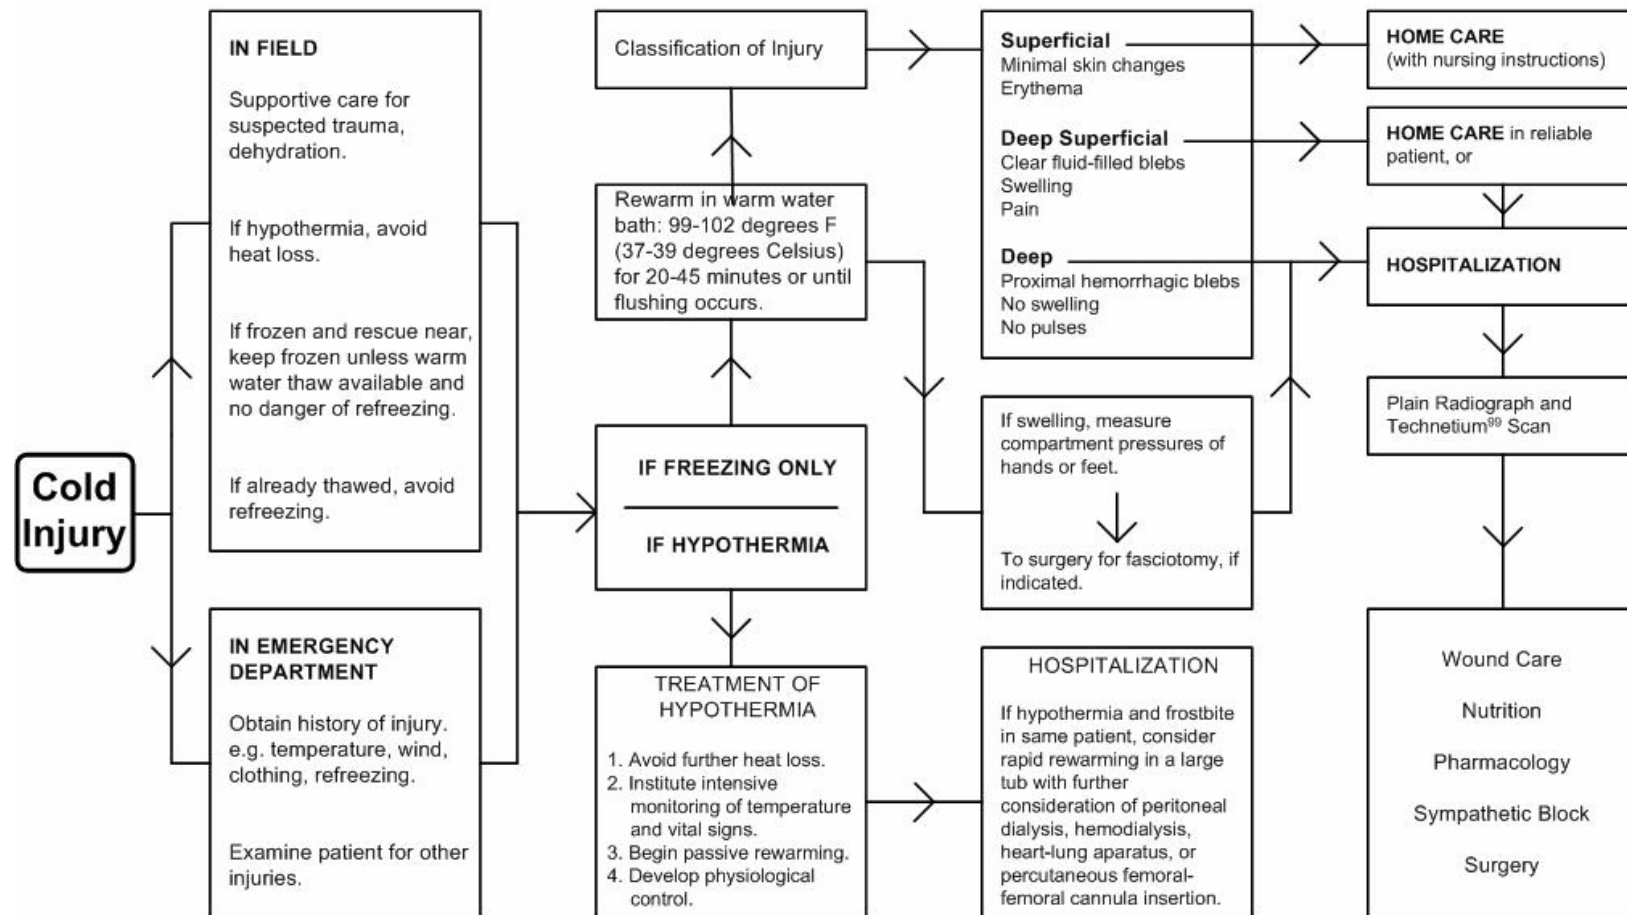 Cold
Injury
IN FIELD
Supportive care for
suspected trauma,
dehydration.
If hypothermia, avoid
heat loss.
If frozen and rescue near,
keep frozen unless warm
water thaw available and
no danger of refreezing.
If already thawed, avoid
refreezing.
IN EMERGENCY
DEPARTMENT
Obtain history of injury.
e.g. temperature, wind,
clothing, refreezing.
Examine patient for other
injuries.
Classification of Injury
Rewarm in warm water
bath: 99-102 degrees F
(37-39 degrees Celsius)
for 20-45 minutes or until
flushing occurs.
IF FREEZING ONLY
IF HYPOTHERMIA
TREATMENT OF
HYPOTHERMIA
1. Avoid further heat loss.
2. Institute intensive
monitoring of temperature
and vital signs.
3. Begin passive rewarming.
4. Develop physiological
control.
Superficial
Minimal skin changes
Erythema
Deep Superficial
Clear fluid-filled blebs
Swelling
Pain
Deep
Proximal hemorrhagic blebs
No swelling
No pulses
If swelling, measure
compartment pressures of
hands or feet.
To surgery for fasciotomy, if
indicated.
HOSPITALIZATION
If hypothermia and frostbite
in same patient, consider
rapid rewarming in a large
tub with further
consideration of peritoneal
dialysis, hemodialysis,
heart-lung apparatus, or
percutaneous femoral-
femoral cannula insertion.
HOME CARE
(with nursing instructions)
HOME CARE in reliable
patient, or
HOSPITALIZATION
Plain Radiograph and
Technetium⁹⁹ Scan
Wound Care
Nutrition
Pharmacology
Sympathetic Block
Surgery